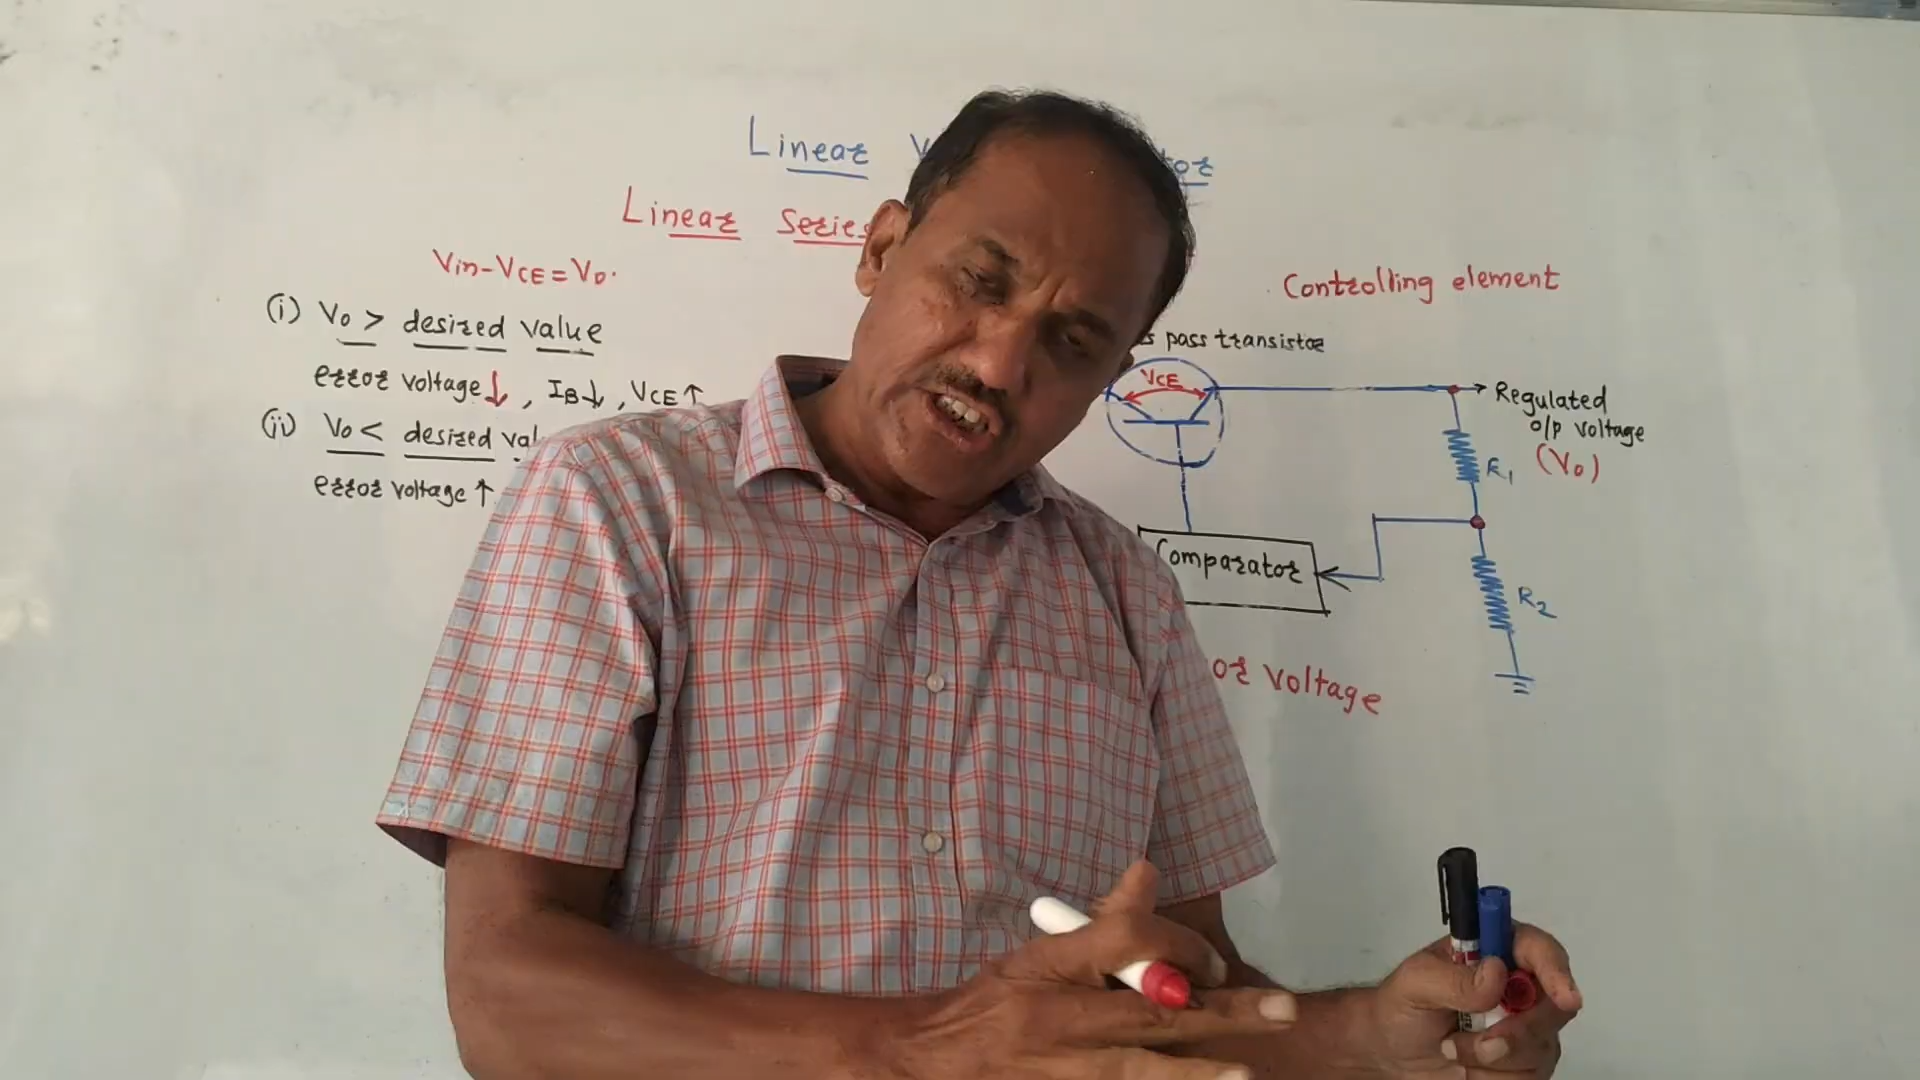 Linear
Linear Series
Vin-VCE=Vo.
(i) Vo > desired value
error voltage↓, IB↓, VCE↑
(ii) Vo < desired
error voltage ↑
Controlling element
pass transistor
VCE
Regulated
o/p voltage
(Vo)
R1
Comparator
R2
voltage